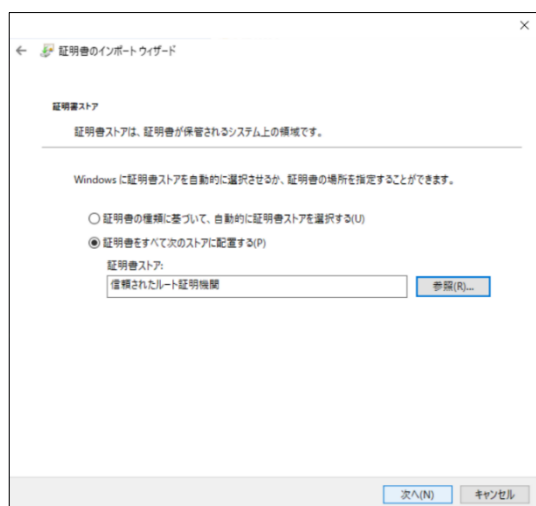 証明書のインポート ウィザード
証明書ストア
証明書ストアは、証明書が保管されるシステム上の領域です。
Windows に証明書ストアを自動的に選択させるか、証明書の場所を指定することができます。
証明書の種類に基づいて、自動的に証明書ストアを選択する(U)
証明書をすべて次のストアに配置する(P)
証明書ストア:
信頼されたルート証明機関
参照(R)...
次へ(N)
キャンセル